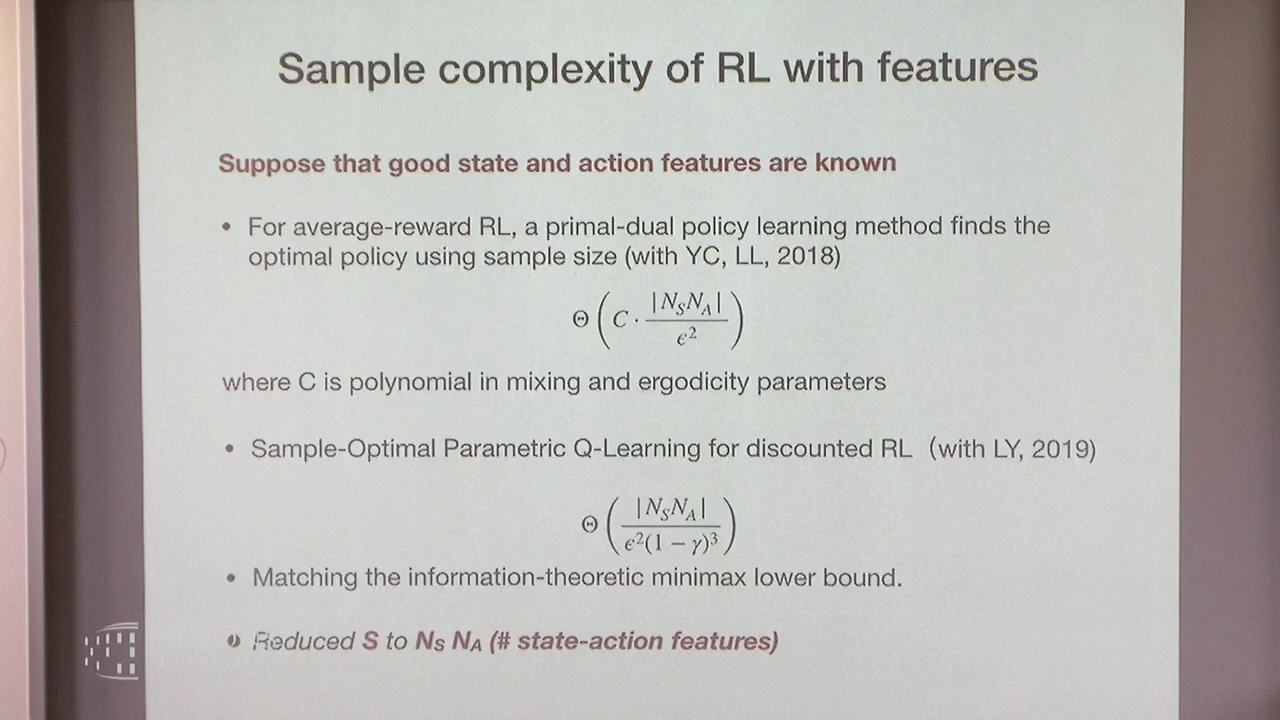 Sample complexity of RL with features
Suppose that good state and action features are known
• For average-reward RL, a primal-dual policy learning method finds the
optimal policy using sample size (with YC, LL, 2018)
Θ ( C · |N_S N_A| / ϵ² )
where C is polynomial in mixing and ergodicity parameters
• Sample-Optimal Parametric Q-Learning for discounted RL (with LY, 2019)
Θ ( |N_S N_A| / ϵ²(1 − γ)³ )
• Matching the information-theoretic minimax lower bound.
• Reduced S to N_S N_A (# state-action features)